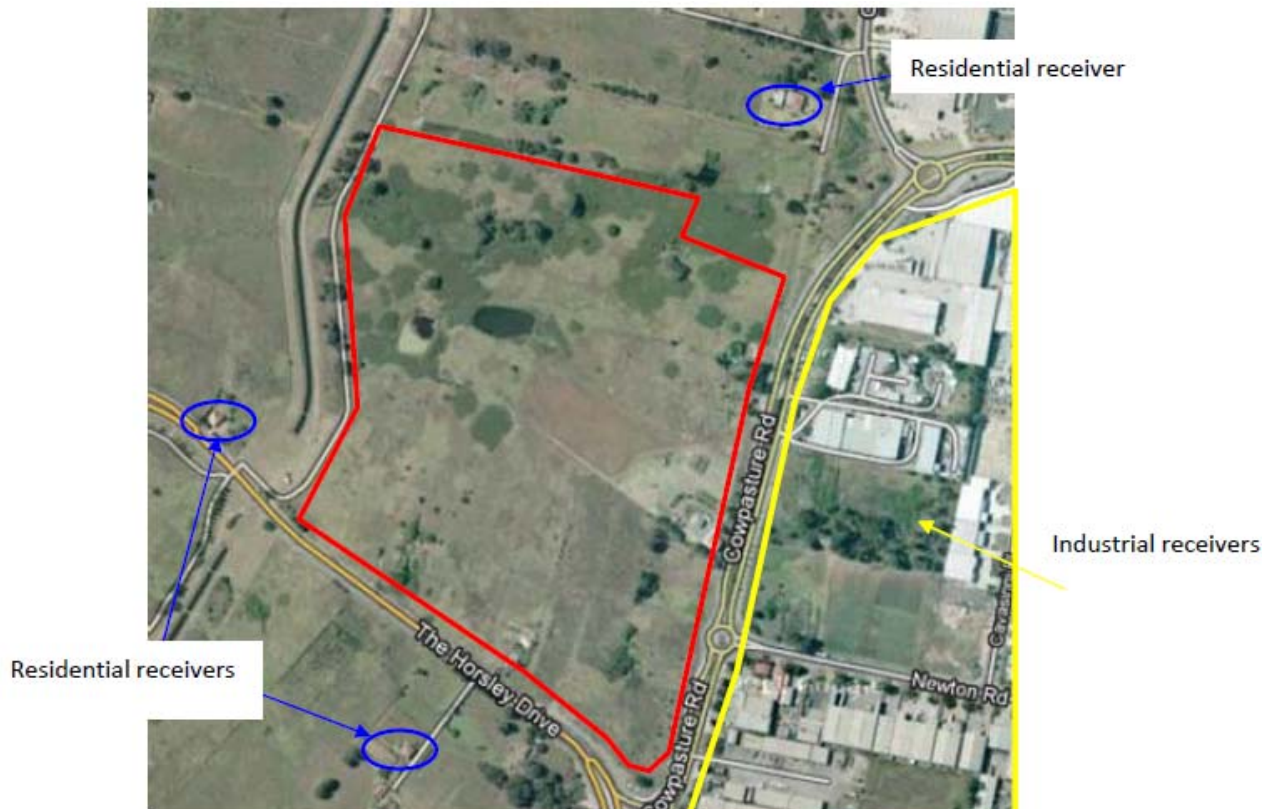 Residential receiver
Cowpasture Rd
Industrial receivers
The Horsley Drive
Residential receivers
Newton Rd
Cowpasture Rd